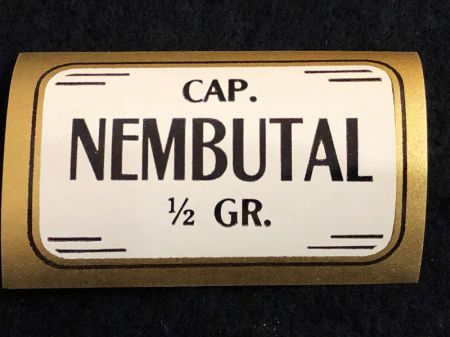 CAP.
NEMBUTAL
½ GR.